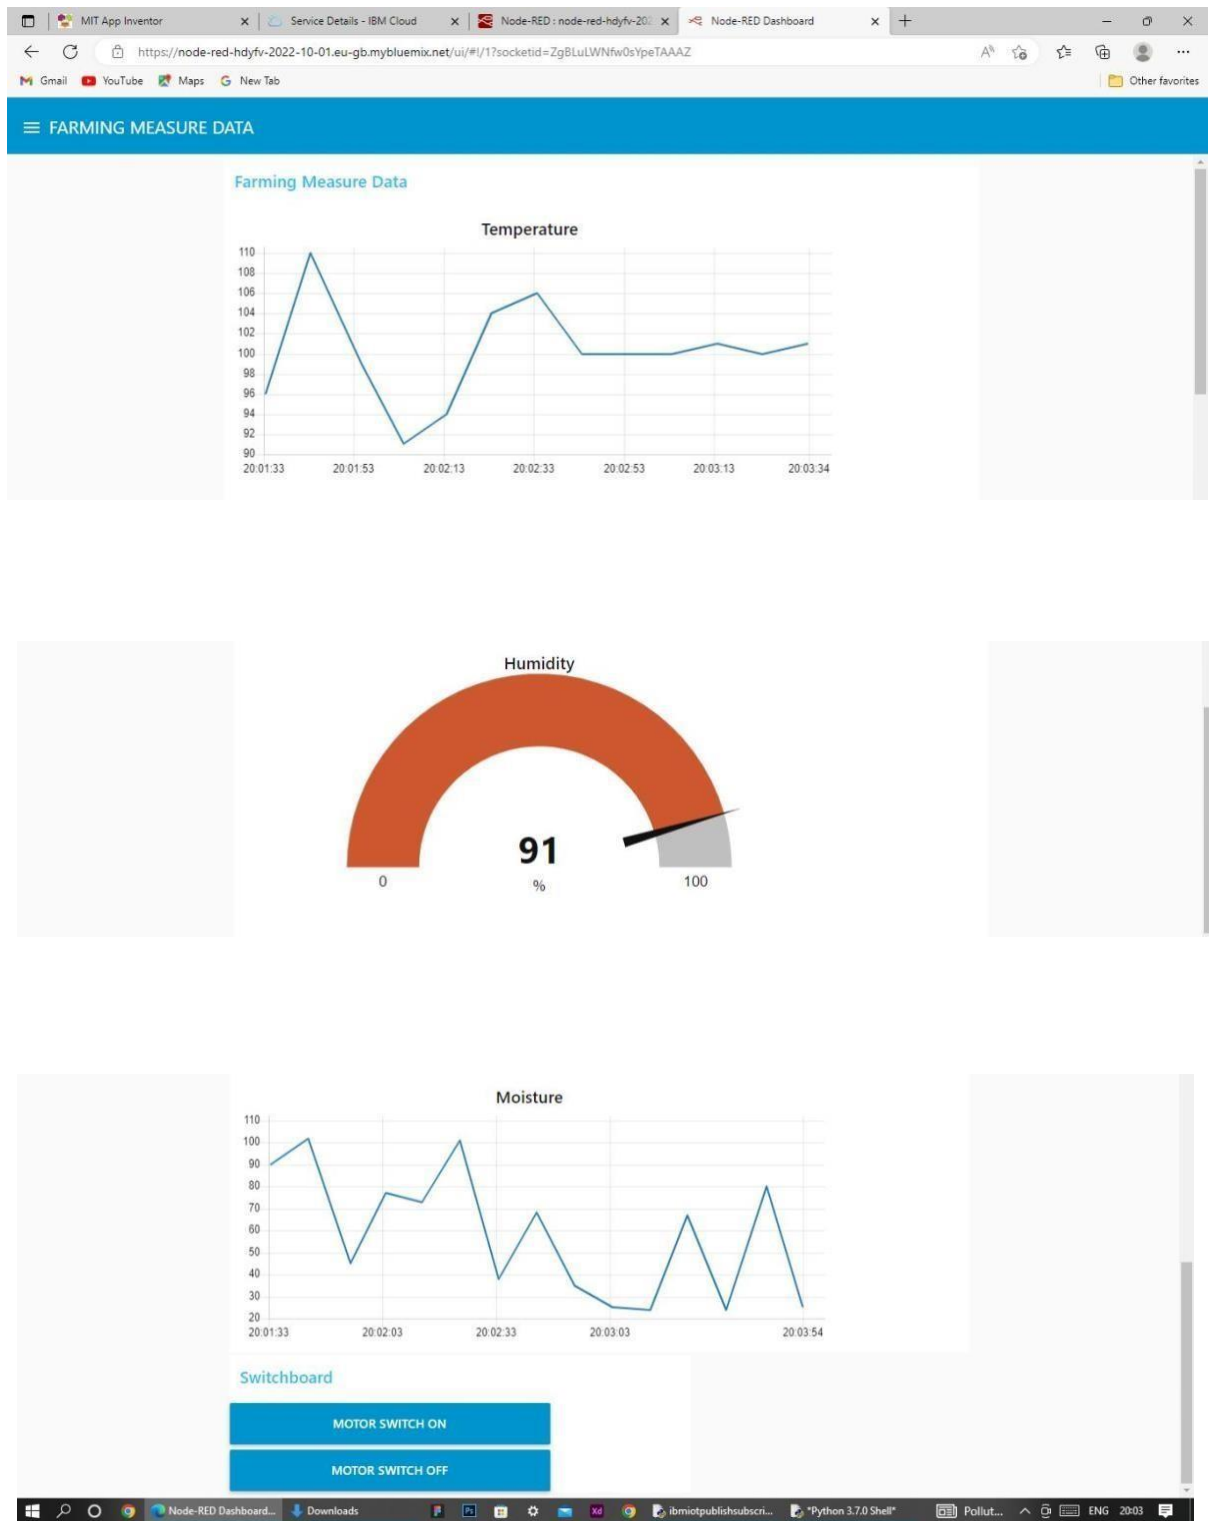 MIT App Inventor
Service Details - IBM Cloud
Node-RED : node-red-hdyfv-202
Node-RED Dashboard
https://node-red-hdyfv-2022-10-01.eu-gb.mybluemix.net/ui/#!/1?socketid=ZgBLuLWNfw0sYpeTAAAZ
Gmail YouTube Maps New Tab Other favorites
FARMING MEASURE DATA
Farming Measure Data
Temperature
110
108
106
104
102
100
98
96
94
92
90
20:01:33 20:01:53 20:02:13 20:02:33 20:02:53 20:03:13 20:03:34
Humidity
91
0 % 100
Moisture
110
100
90
80
70
60
50
40
30
20
20:01:33 20:02:03 20:02:33 20:03:03 20:03:54
Switchboard
MOTOR SWITCH ON
MOTOR SWITCH OFF
Node-RED Dashboard... Downloads Ps Xd ibmiotpublishsubscri... *Python 3.7.0 Shell* Pollut... ENG 20:03